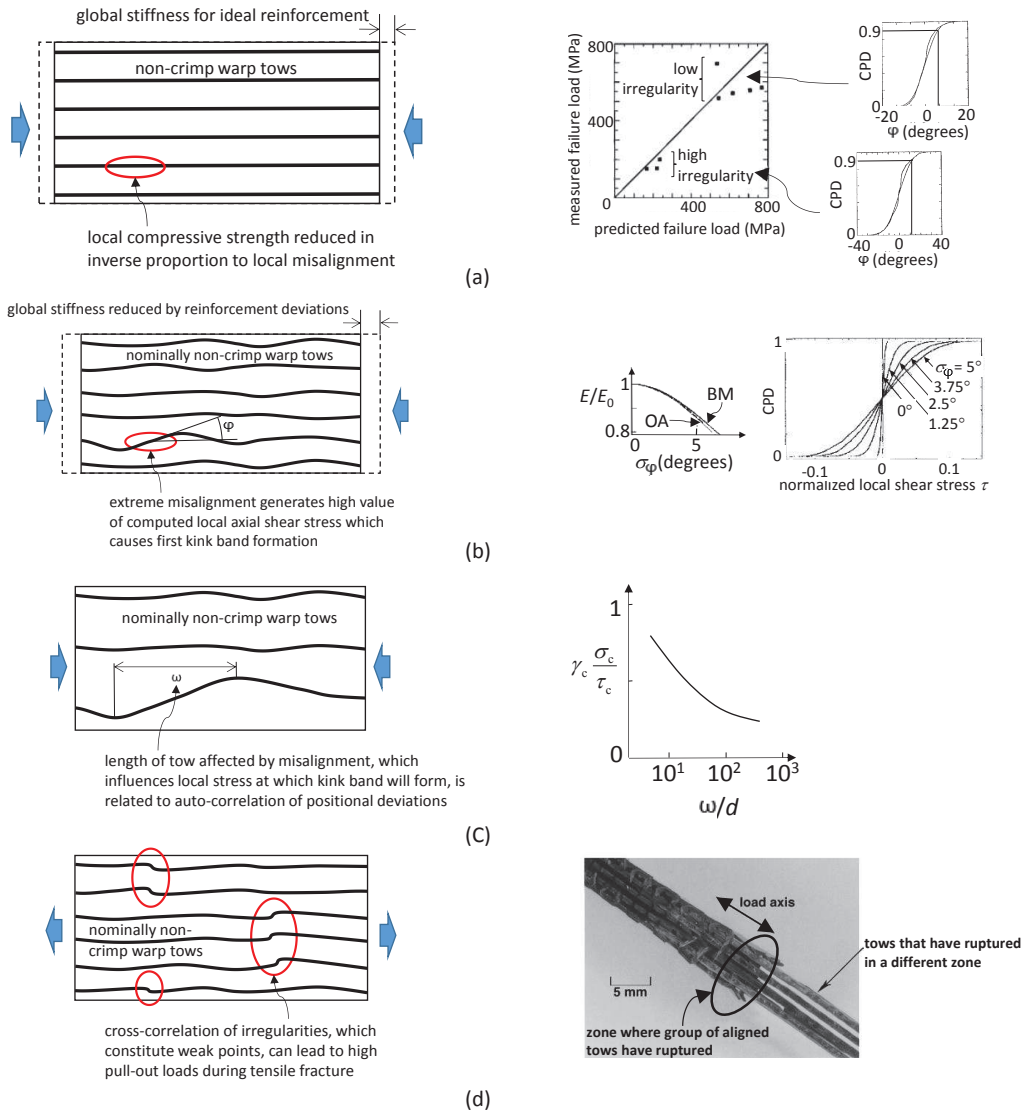 global stiffness for ideal reinforcement
non-crimp warp tows
local compressive strength reduced in
inverse proportion to local misalignment
measured failure load (MPa)
800
400
0
0
400
800
predicted failure load (MPa)
low
irregularity
high
irregularity
CPD
0.9
0
-20
0
20
φ (degrees)
CPD
0.9
0
-40
0
40
φ (degrees)
(a)
global stiffness reduced by reinforcement deviations
nominally non-crimp warp tows
φ
extreme misalignment generates high value
of computed local axial shear stress which
causes first kink band formation
E/E0
1
0.8
OA
BM
0
5
σφ(degrees)
CPD
1
0
σφ= 5°
3.75°
2.5°
1.25°
0°
-0.1
0
0.1
normalized local shear stress τ
(b)
nominally non-crimp warp tows
ω
length of tow affected by misalignment, which
influences local stress at which kink band will form, is
related to auto-correlation of positional deviations
1
γc σc/τc
0
10¹
10²
10³
ω/d
(C)
nominally non-
crimp warp tows
cross-correlation of irregularities, which
constitute weak points, can lead to high
pull-out loads during tensile fracture
load axis
5 mm
zone where group of aligned
tows have ruptured
tows that have ruptured
in a different zone
(d)